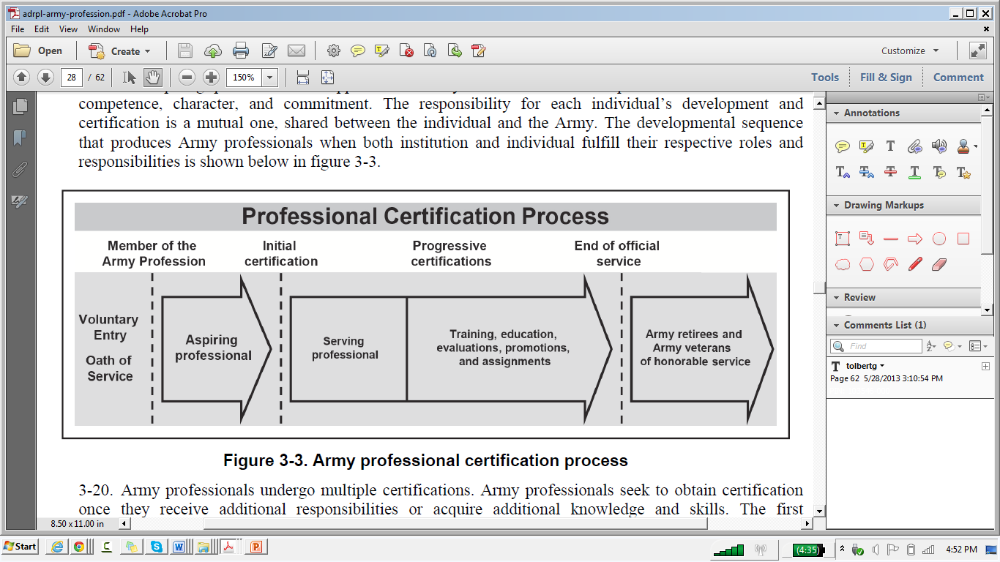 adrpl-army-profession.pdf - Adobe Acrobat Pro
File Edit View Window Help
Open Create Customize
28 / 62 150% Tools Fill & Sign Comment
competence, character, and commitment. The responsibility for each individual's development and
certification is a mutual one, shared between the individual and the Army. The developmental sequence
that produces Army professionals when both institution and individual fulfill their respective roles and
responsibilities is shown below in figure 3-3.
Professional Certification Process
Member of the
Army Profession
Initial
certification
Progressive
certifications
End of official
service
Voluntary
Entry
Oath of
Service
Aspiring
professional
Serving
professional
Training, education,
evaluations, promotions,
and assignments
Army retirees and
Army veterans
of honorable service
Figure 3-3. Army professional certification process
3-20. Army professionals undergo multiple certifications. Army professionals seek to obtain certification
once they receive additional responsibilities or acquire additional knowledge and skills. The first
8.50 x 11.00 in
Annotations
Drawing Markups
Review
Comments List (1)
Find
tolbertg
Page 62 5/28/2013 3:10:54 PM
Start
(4:35)
4:52 PM